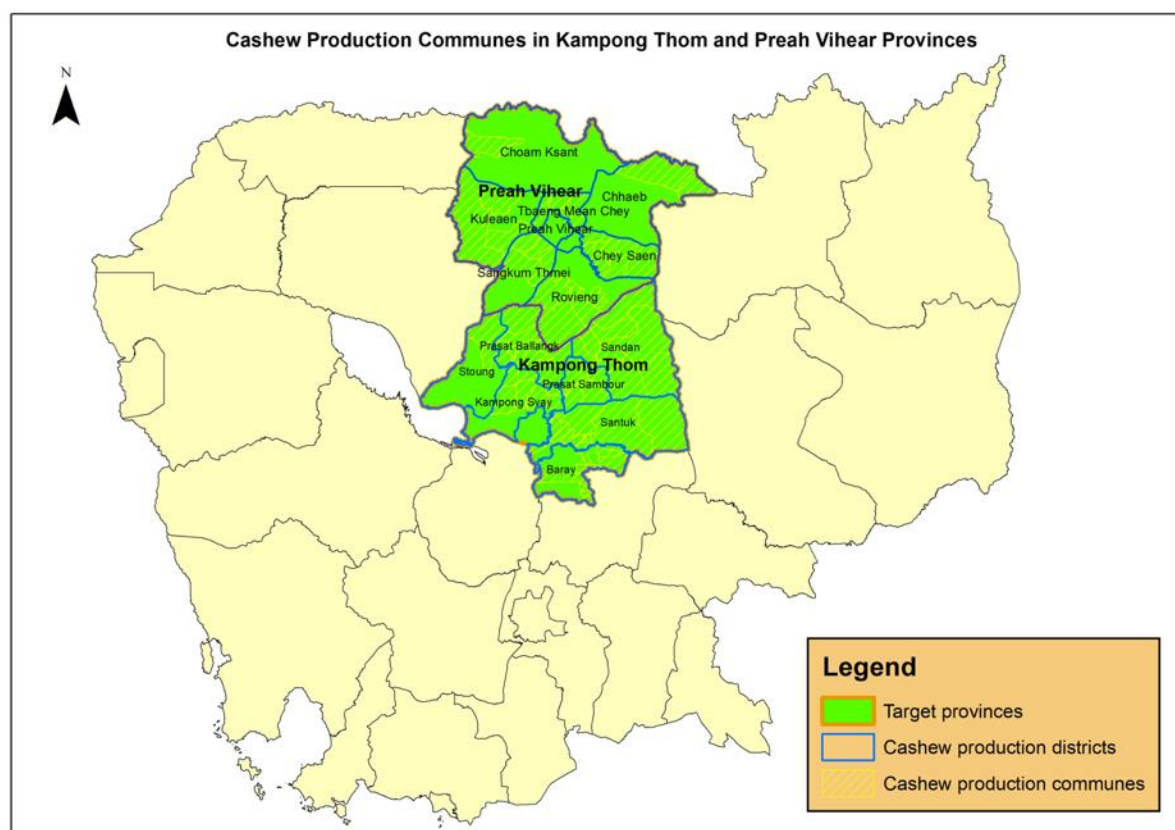 Cashew Production Communes in Kampong Thom and Preah Vihear Provinces
N
Choam Ksant
Preah Vihear
Chhaeb
Tbaeng Mean Chey
Kuleaen
Preah Vihear
Chey Saen
Sangkum Thmei
Rovieng
Prasat Ballangk
Sandan
Kampong Thom
Stoung
Prasat Sambour
Kampong Svay
Santuk
Baray
Legend
Target provinces
Cashew production districts
Cashew production communes